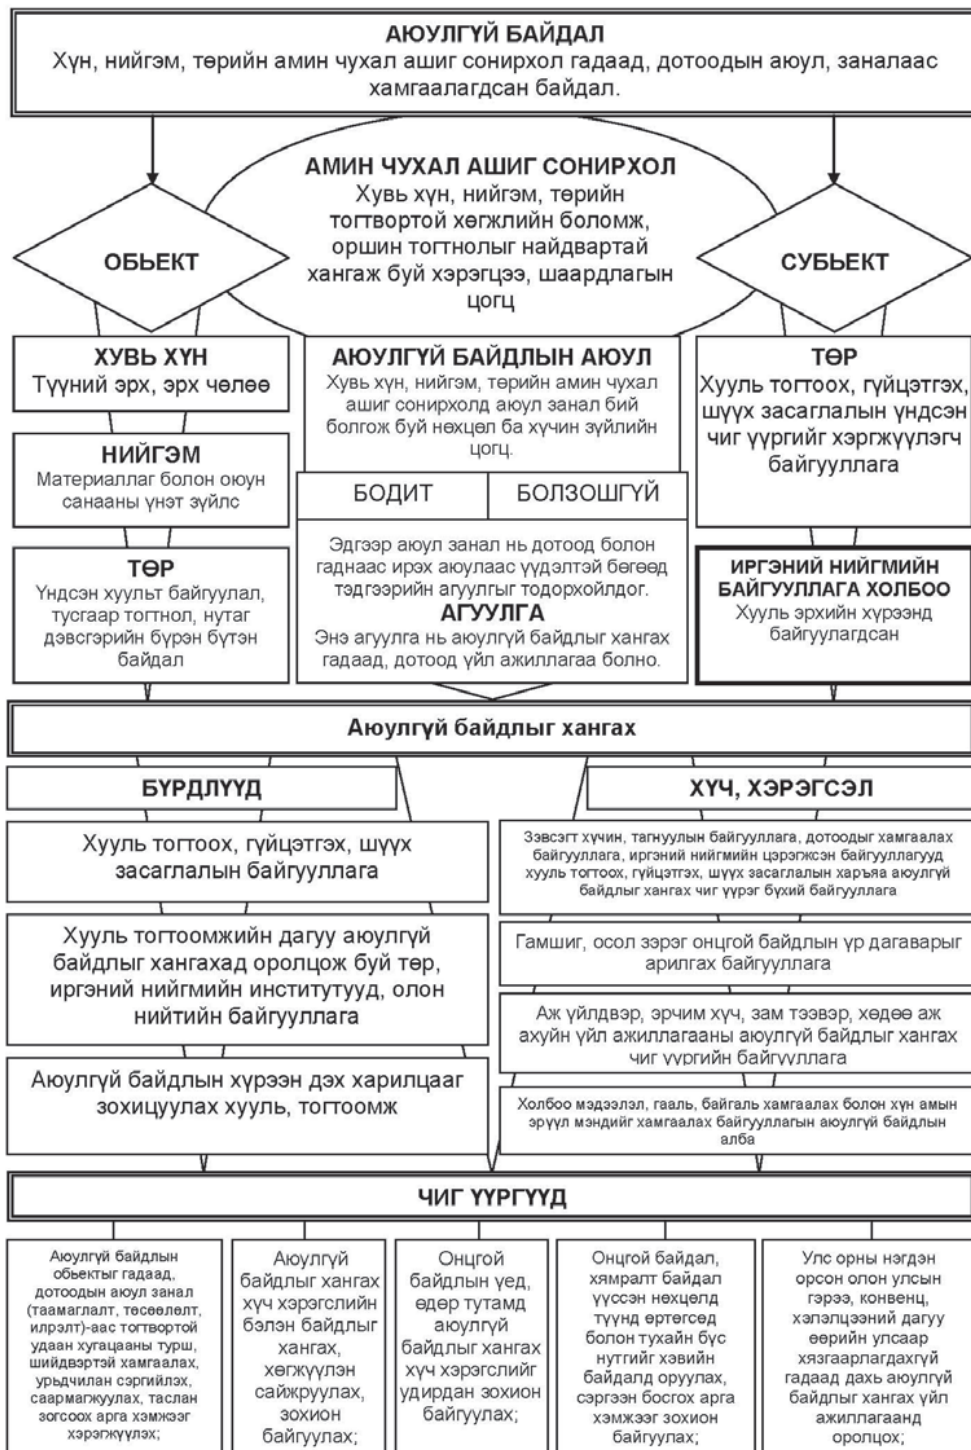 АЮУЛГҮЙ БАЙДАЛ
Хүн, нийгэм, төрийн амин чухал ашиг сонирхол гадаад, дотоодын аюул, заналаас
хамгаалагдсан байдал.
АМИН ЧУХАЛ АШИГ СОНИРХОЛ
Хувь хүн, нийгэм, төрийн
тогтвортой хөгжлийн боломж,
оршин тогтнолыг найдвартай
хангаж буй хэрэгцээ, шаардлагын
цогц
ОБЬЕКТ
СУБЬЕКТ
ХУВЬ ХҮН
Түүний эрх, эрх чөлөө
НИЙГЭМ
Материаллаг болон оюун
санааны үнэт зүйлс
ТӨР
Үндсэн хуульт байгуулал,
тусгаар тогтнол, нутаг
дэвсгэрийн бүрэн бүтэн
байдал
АЮУЛГҮЙ БАЙДЛЫН АЮУЛ
Хувь хүн, нийгэм, төрийн амин чухал
ашиг сонирхолд аюул занал бий
болгож буй нөхцөл ба хүчин зүйлийн
цогц.
БОДИТ
БОЛЗОШГҮЙ
Эдгээр аюул занал нь дотоод болон
гаднаас ирэх аюулаас үүдэлтэй бөгөөд
тэдгээрийн агуулгыг тодорхойлдог.
АГУУЛГА
Энэ агуулга нь аюулгүй байдлыг хангах
гадаад, дотоод үйл ажиллагаа болно.
ТӨР
Хууль тогтоох, гүйцэтгэх,
шүүх засаглалын үндсэн
чиг үүргийг хэргжүүлэгч
байгууллага
ИРГЭНИЙ НИЙГМИЙН
БАЙГУУЛЛАГА ХОЛБОО
Хууль эрхийн хүрээнд
байгуулагдсан
Аюулгүй байдлыг хангах
БҮРДЛҮҮД
Хууль тогтоох, гүйцэтгэх, шүүх
засаглалын байгууллага
Хууль тогтоомжийн дагуу аюулгүй
байдлыг хангахад оролцож буй төр,
иргэний нийгмийн институтууд, олон
нийтийн байгууллага
Аюулгүй байдлын хүрээн дэх харилцааг
зохицуулах хууль, тогтоомж
ХҮЧ, ХЭРЭГСЭЛ
Зэвсэгт хүчин, тагнуулын байгууллага, дотоодыг хамгаалах
байгууллага, иргэний нийгмийн цэрэгжсэн байгууллагууд
хууль тогтоох, гүйцэтгэх, шүүх засаглалын харъяа аюулгүй
байдлыг хангах чиг үүрэг бүхий байгууллага
Гамшиг, осол зэрэг онцгой байдлын үр дагаварыг
арилгах байгууллага
Аж үйлдвэр, эрчим хүч, зам тээвэр, хөдөө аж
ахуйн үйл ажиллагааны аюулгүй байдлыг хангах
чиг үүргийн байгууллага
Холбоо мэдээлэл, гааль, байгаль хамгаалах болон хүн амын
эрүүл мэндийг хамгаалах байгууллагын аюулгүй байдлын
алба
ЧИГ ҮҮРГҮҮД
Аюулгүй байдлын
обьектыг гадаад,
дотоодын аюул занал
(таамаглалт, төсөөлөлт,
илрэлт)-аас тогтвортой
удаан хугацааны турш,
шийдвэртэй хамгаалах,
урьдчилан сэргийлэх,
саармагжуулах, таслан
зогсоох арга хэмжээг
хэрэгжүүлэх;
Аюулгүй
байдлыг хангах
хүч хэрэгслийн
бэлэн байдлыг
хангах,
хөгжүүлэн
сайжруулах,
зохион
байгуулах;
Онцгой
байдлын үед,
өдөр тутамд
аюулгүй
байдлыг хангах
хүч хэрэгслийг
удирдан зохион
байгуулах;
Онцгой байдал,
хямралт байдал
үүссэн нөхцөлд
түүнд өртөгсөд
болон тухайн бүс
нутгийг хэвийн
байдалд оруулах,
сэргээн босгох арга
хэмжээг зохион
байгуулах;
Улс орны нэгдэн
орсон олон улсын
гэрээ, конвенц,
хэлэлцээний дагуу
өөрийн улсаар
хязгаарлагдахгүй
гадаад дахь аюулгүй
байдлыг хангах үйл
ажиллагаанд
оролцох;